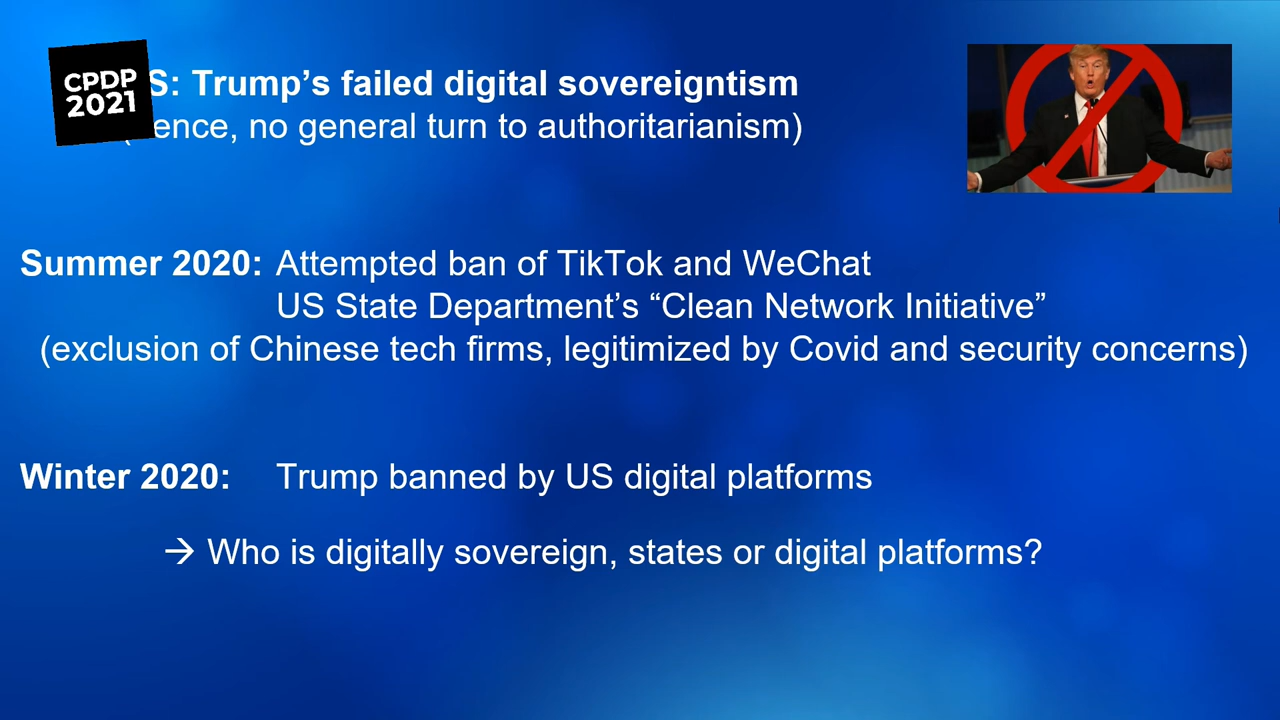 CPDP
2021
S: Trump’s failed digital sovereigntism
ence, no general turn to authoritarianism)
Summer 2020: Attempted ban of TikTok and WeChat
US State Department’s “Clean Network Initiative”
(exclusion of Chinese tech firms, legitimized by Covid and security concerns)
Winter 2020: Trump banned by US digital platforms
→ Who is digitally sovereign, states or digital platforms?